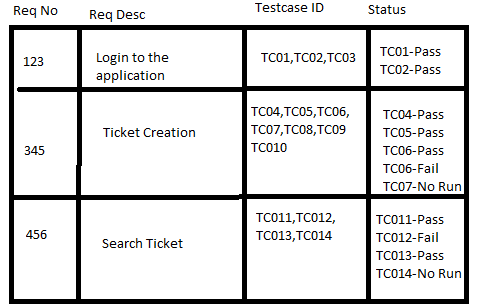 Req No Req Desc Testcase ID Status
123
Login to the
application
TC01,TC02,TC03
TC01-Pass
TC02-Pass
345
Ticket Creation
TC04,TC05,TC06,
TC07,TC08,TC09
TC010
TC04-Pass
TC05-Pass
TC06-Pass
TC06-Fail
TC07-No Run
456
Search Ticket
TC011,TC012,
TC013,TC014
TC011-Pass
TC012-Fail
TC013-Pass
TC014-No Run